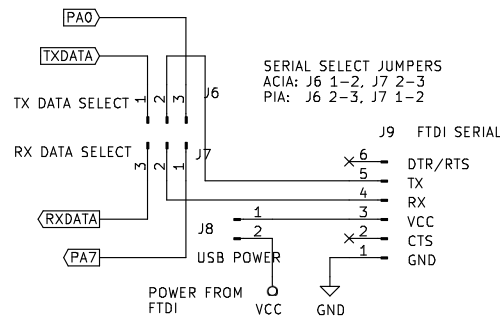 PA0
TXDATA
1
2
3
J6
SERIAL SELECT JUMPERS
ACIA: J6 1-2, J7 2-3
PIA: J6 2-3, J7 1-2
TX DATA SELECT
RX DATA SELECT
J7
3
2
1
J9 FTDI SERIAL
6 DTR/RTS
5 TX
4 RX
3 VCC
2 CTS
1 GND
RXDATA
PA7
J8
1
2
USB POWER
POWER FROM
FTDI
VCC
GND